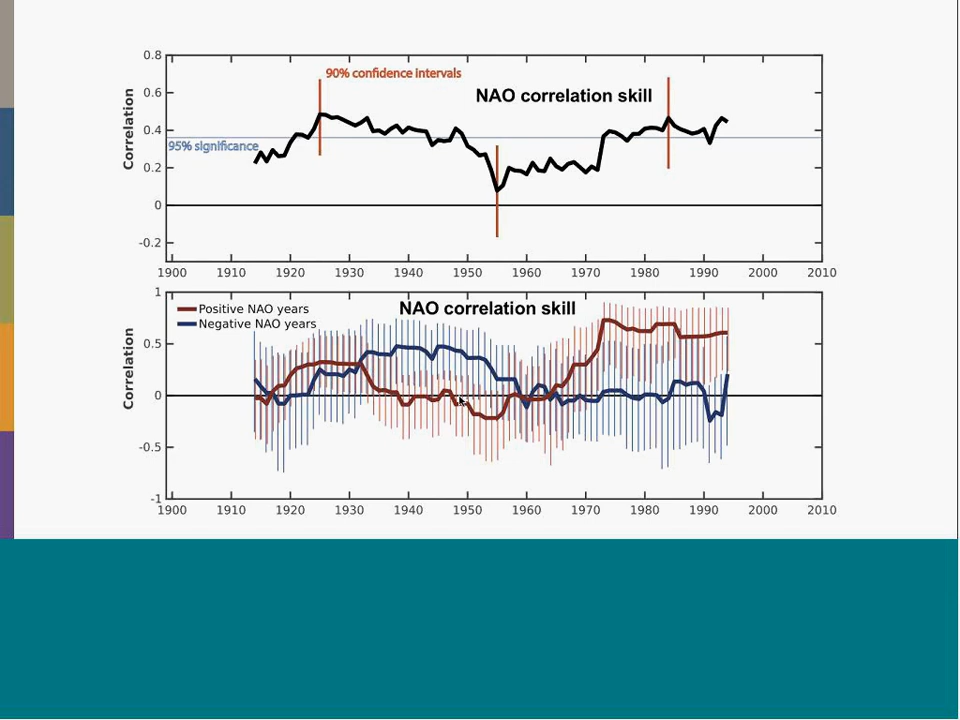 0.8
90% confidence intervals
NAO correlation skill
0.6
0.4
95% significance
0.2
0
-0.2
Correlation
1900 1910 1920 1930 1940 1950 1960 1970 1980 1990 2000 2010
1
Positive NAO years
NAO correlation skill
Negative NAO years
0.5
0
-0.5
-1
Correlation
1900 1910 1920 1930 1940 1950 1960 1970 1980 1990 2000 2010